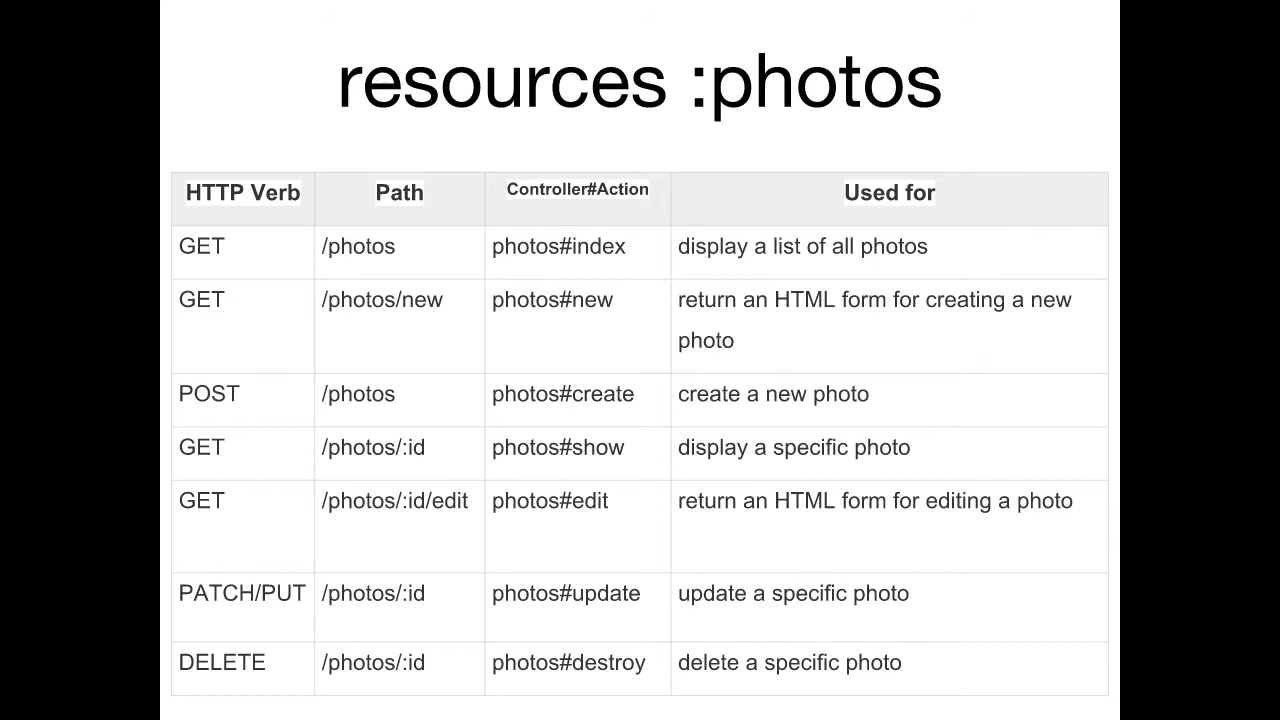 resources :photos
HTTP Verb Path Controller#Action Used for
GET /photos photos#index display a list of all photos
GET /photos/new photos#new return an HTML form for creating a new
photo
POST /photos photos#create create a new photo
GET /photos/:id photos#show display a specific photo
GET /photos/:id/edit photos#edit return an HTML form for editing a photo
PATCH/PUT /photos/:id photos#update update a specific photo
DELETE /photos/:id photos#destroy delete a specific photo